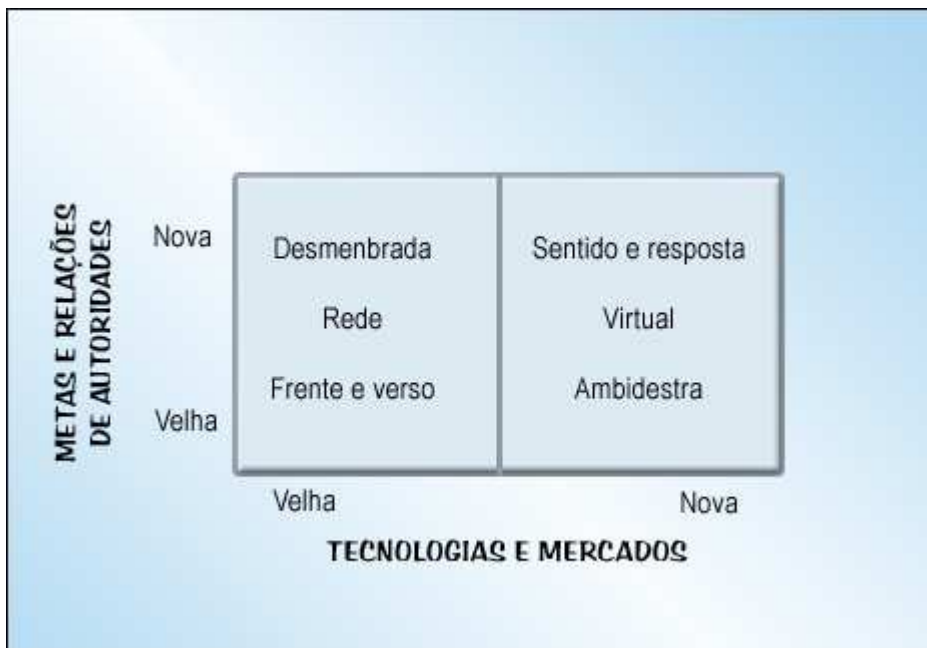 METAS E RELAÇÕES
DE AUTORIDADES
Nova
Desmenbrada
Sentido e resposta
Rede
Virtual
Frente e verso
Ambidestra
Velha
Velha
Nova
TECNOLOGIAS E MERCADOS